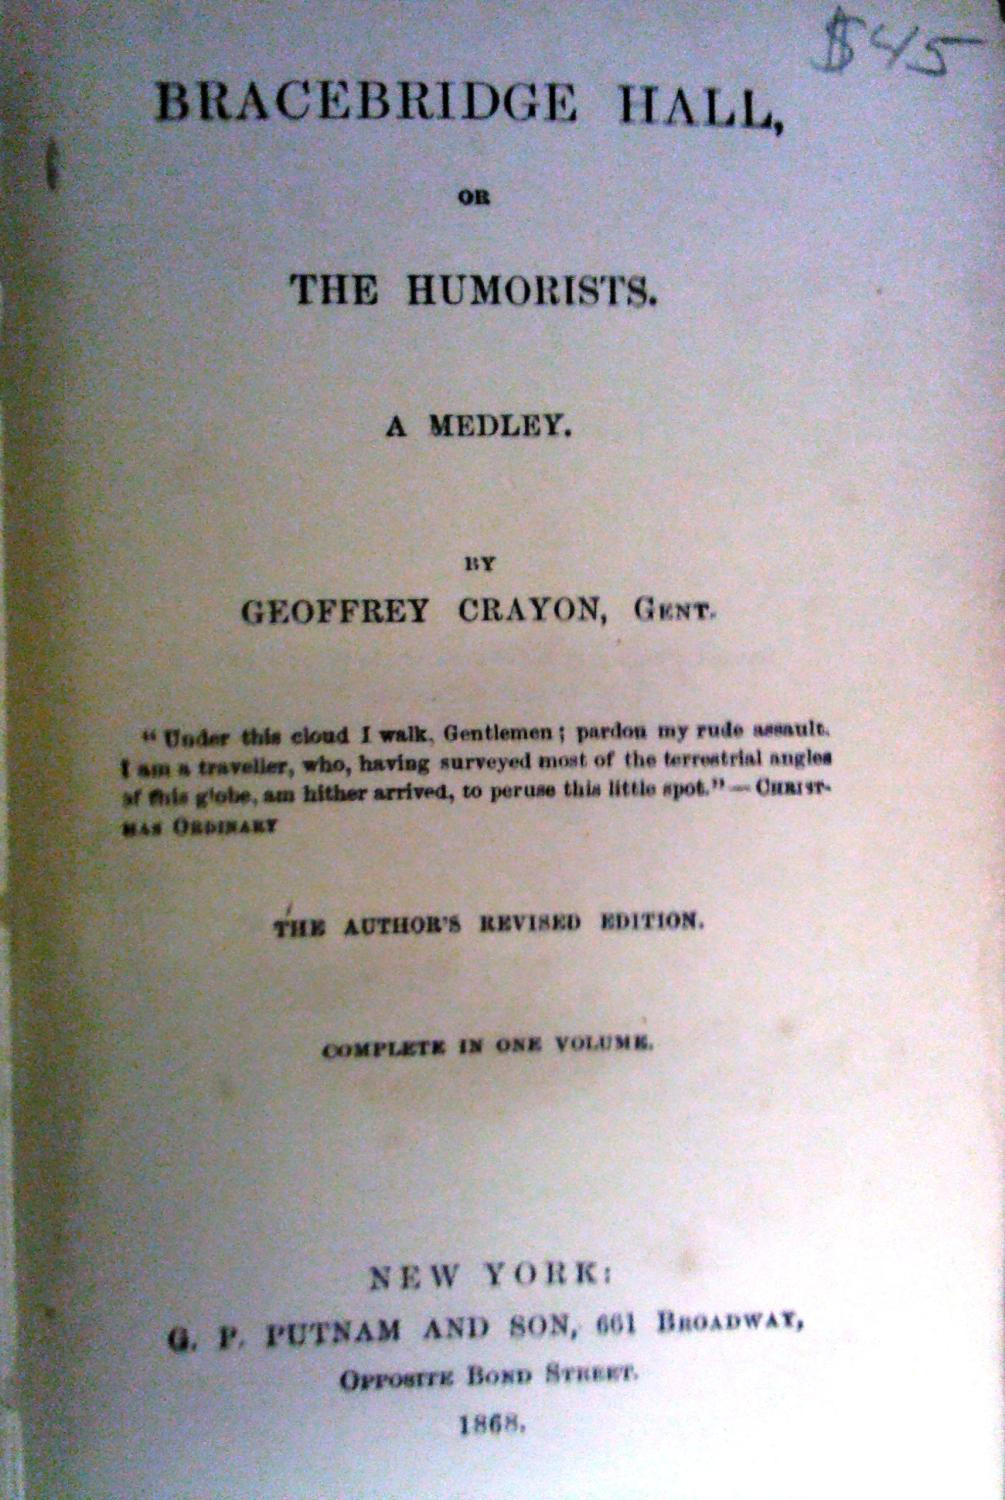 $45
BRACEBRIDGE HALL,
OR
THE HUMORISTS.
A MEDLEY.
BY
GEOFFREY CRAYON, GENT.
"Under this cloud I walk, Gentlemen; pardon my rude assault.
I am a traveller, who, having surveyed most of the terrestrial angles
of this globe, am hither arrived, to peruse this little spot." — CHRIST-
MAS ORDINARY
THE AUTHOR'S REVISED EDITION.
COMPLETE IN ONE VOLUME.
NEW YORK:
G. P. PUTNAM AND SON, 661 BROADWAY,
OPPOSITE BOND STREET.
1868.